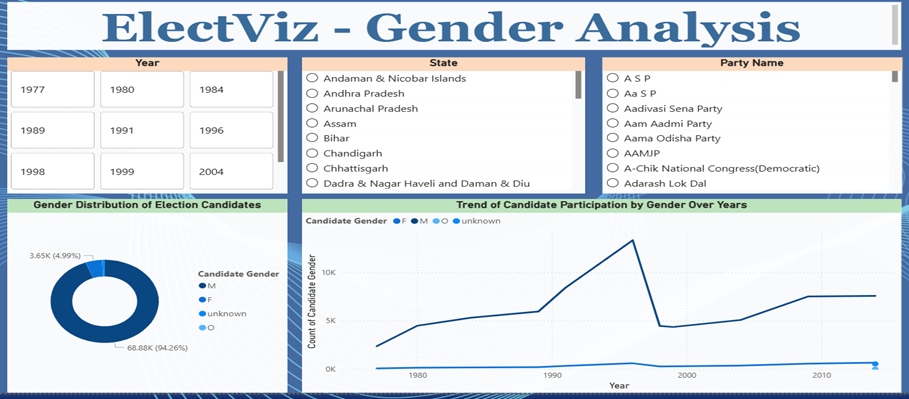 ElectViz - Gender Analysis
Year
1977 1980 1984
1989 1991 1996
1998 1999 2004
State
Andaman & Nicobar Islands
Andhra Pradesh
Arunachal Pradesh
Assam
Bihar
Chandigarh
Chhattisgarh
Dadra & Nagar Haveli and Daman & Diu
Party Name
A S P
Aa S P
Aadivasi Sena Party
Aam Aadmi Party
Aama Odisha Party
AAMJP
A-Chik National Congress(Democratic)
Adarash Lok Dal
Gender Distribution of Election Candidates
3.65K (4.99%)
68.88K (94.26%)
Candidate Gender
M
F
unknown
O
Trend of Candidate Participation by Gender Over Years
Candidate Gender F M O unknown
Count of Candidate Gender
10K
5K
0K
1980 1990 2000 2010
Year